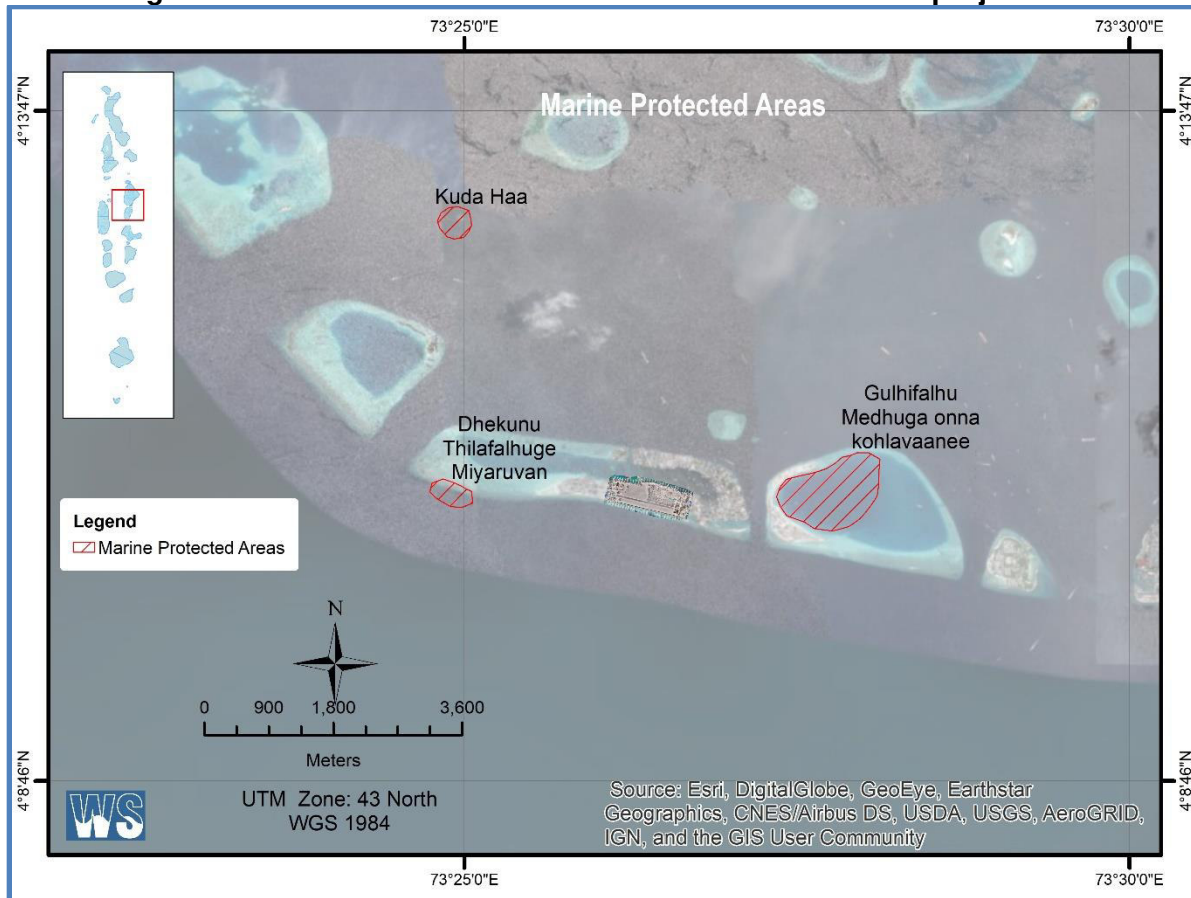 73°25'0"E
73°30'0"E
4°13'47"N
4°13'47"N
Marine Protected Areas
Kuda Haa
Gulhifalhu
Medhuga onna
kohlavaanee
Dhekunu
Thilafalhuge
Miyaruvan
Legend
Marine Protected Areas
N
0 900 1,800 3,600
Meters
4°8'46"N
4°8'46"N
WS
UTM Zone: 43 North
WGS 1984
Source: Esri, DigitalGlobe, GeoEye, Earthstar
Geographics, CNES/Airbus DS, USDA, USGS, AeroGRID,
IGN, and the GIS User Community
73°25'0"E
73°30'0"E